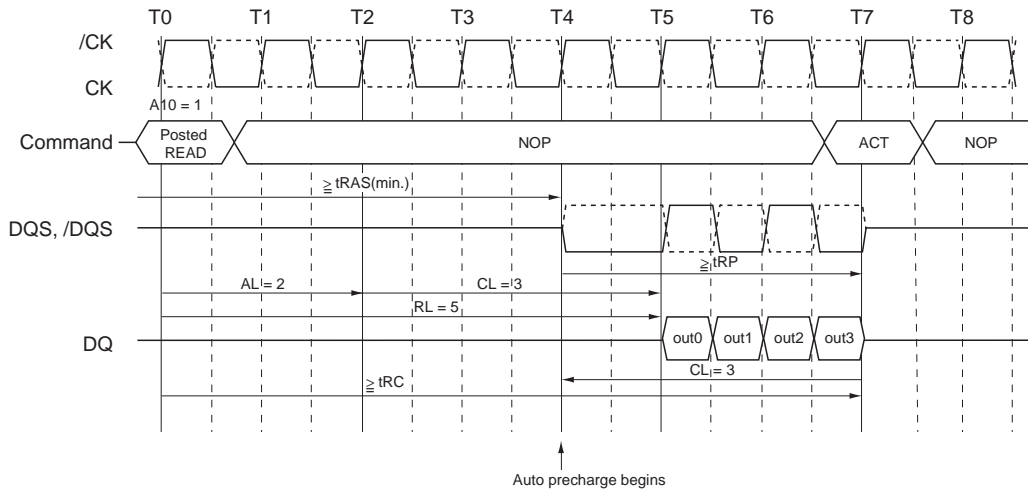 T0 T1 T2 T3 T4 T5 T6 T7 T8
/CK
CK
A10 = 1
Command
Posted
READ
NOP
ACT
NOP
≧ tRAS(min.)
DQS, /DQS
≧ tRP
AL = 2
CL = 3
RL = 5
DQ
out0 out1 out2 out3
CL = 3
≧ tRC
Auto precharge begins